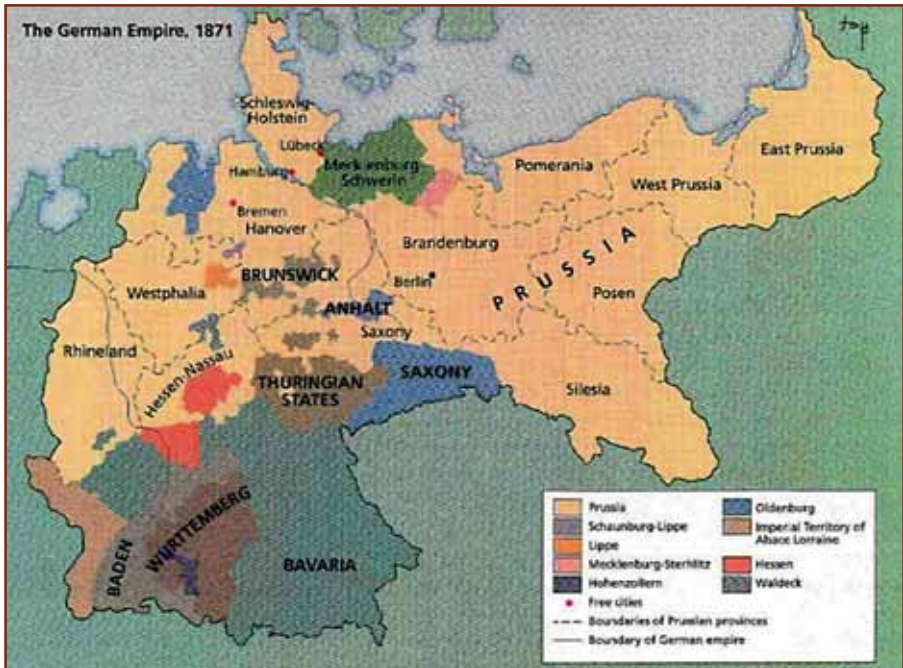 The German Empire, 1871
Schleswig-
Holstein
Lübeck
Hamburg
Mecklenburg
Schwerin
Bremen
Hanover
Pomerania
East Prussia
West Prussia
Brandenburg
Berlin
PRUSSIA
Posen
BRUNSWICK
Westphalia
ANHALT
Saxony
Rhineland
Hessen-Nassau
THURINGIAN
STATES
SAXONY
Silesia
BADEN
WURTTEMBERG
BAVARIA
Prussia
Schaunburg-Lippe
Lippe
Mecklenburg-Sterhlitz
Hohenzollern
Free cities
Boundaries of Prussian provinces
Boundary of German empire
Oldenburg
Imperial Territory of
Alsace Lorraine
Hessen
Waldeck